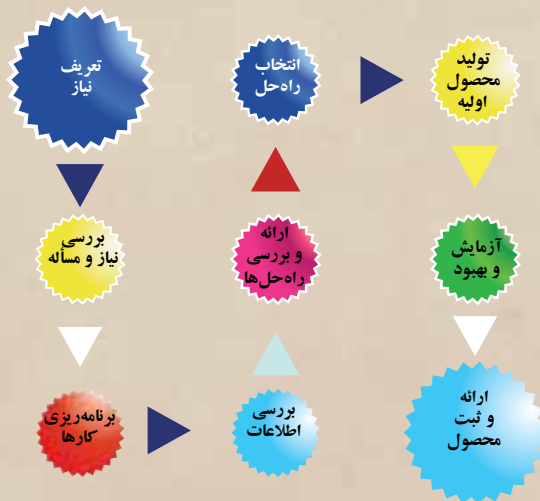 تعریف
نیاز
بررسی
نیاز و مسأله
برنامه‌ریزی
کارها
بررسی
اطلاعات
ارائه
و بررسی
راه‌حل‌ها
انتخاب
راه‌حل
تولید
محصول
اولیه
آزمایش
و بهبود
ارائه
و ثبت
محصول